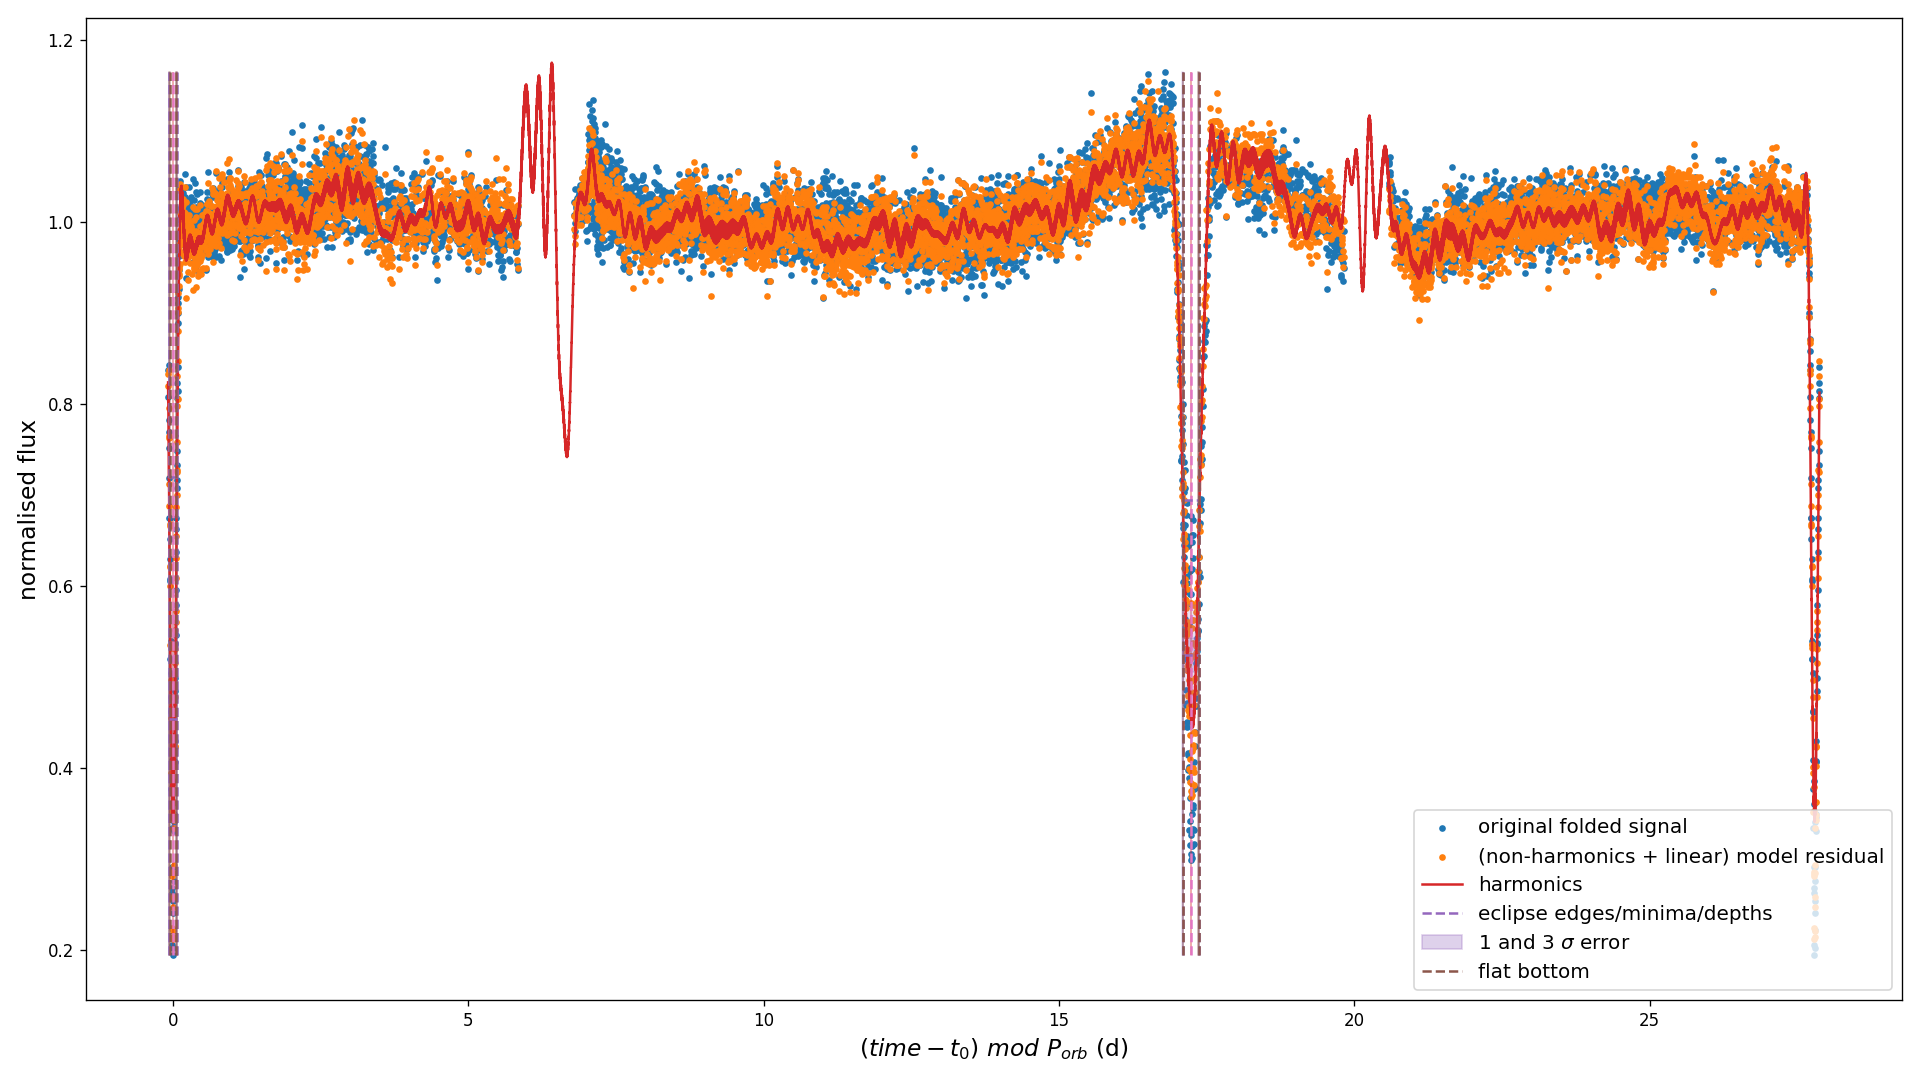 normalised flux
1.2
1.0
0.8
0.6
0.4
0.2
original folded signal
(non-harmonics + linear) model residual
harmonics
eclipse edges/minima/depths
1 and 3 σ error
flat bottom
0 5 10 15 20 25
(time − t₀) mod P_orb (d)